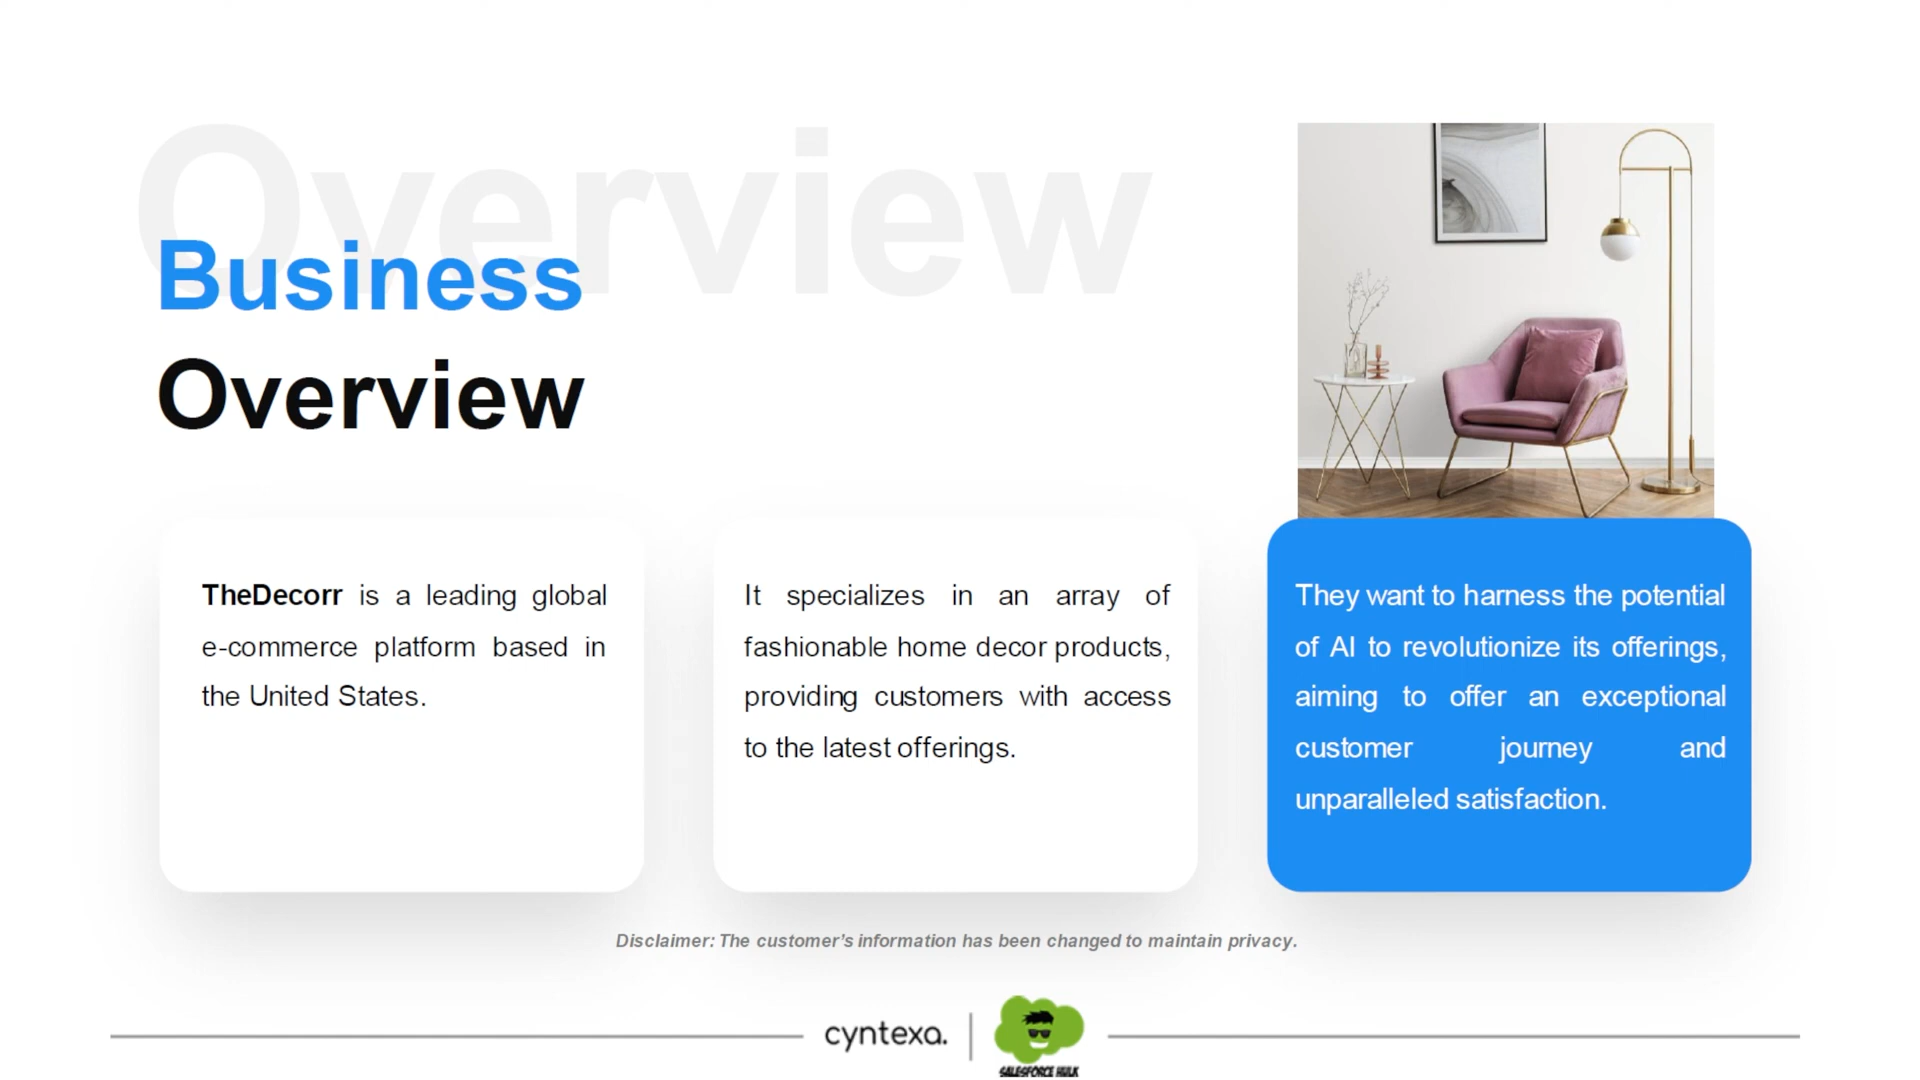 Overview
Business
Overview
TheDecorr is a leading global
e-commerce platform based in
the United States.
It specializes in an array of
fashionable home decor products,
providing customers with access
to the latest offerings.
They want to harness the potential
of AI to revolutionize its offerings,
aiming to offer an exceptional
customer journey and
unparalleled satisfaction.
Disclaimer: The customer's information has been changed to maintain privacy.
cyntexa.
SALESFORCE HULK